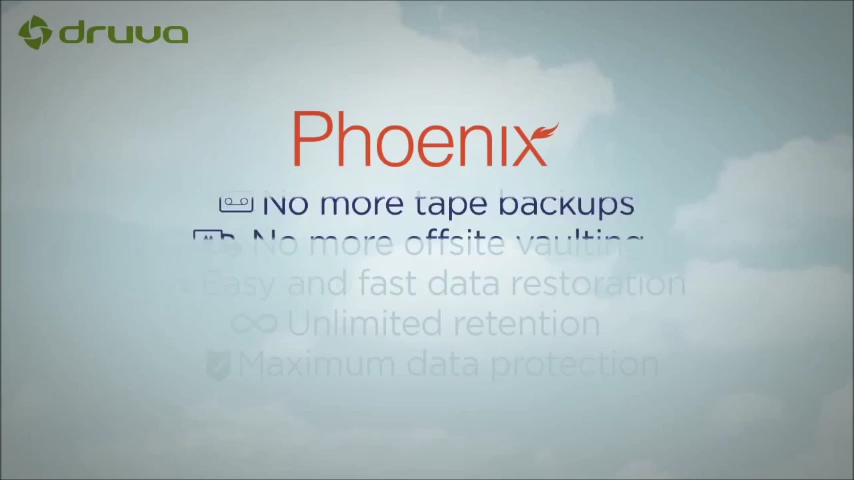 druva
Phoenix
No more tape backups
No more offsite vaulting
Easy and fast data restoration
Unlimited retention
Maximum data protection